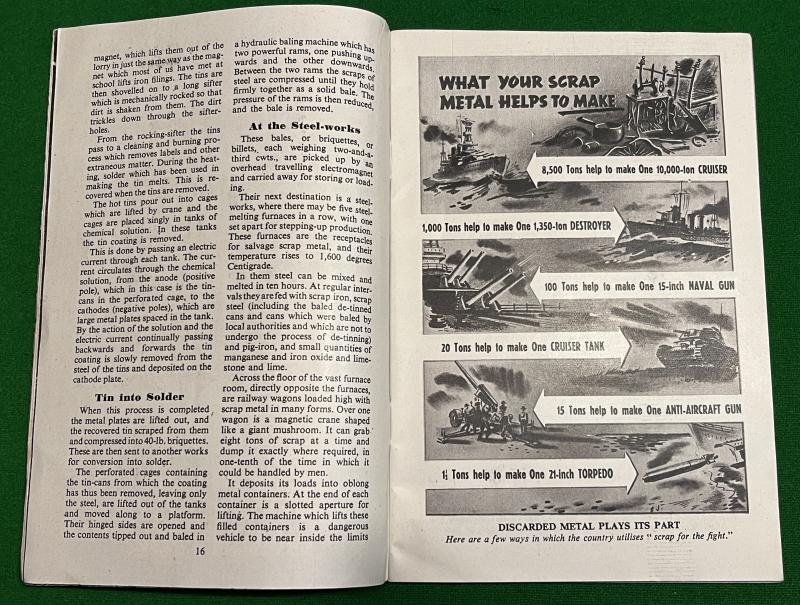 magnet, which lifts them out of the
lorry in just the same way as the mag-
net which most of us have met at
school lifts iron filings. The tins are
then shovelled on to a long sifter
which is mechanically rocked so that
dirt is shaken from them. The dirt
trickles down through the sifter-
holes.
From the rocking-sifter the tins
pass to a cleaning and burning pro-
cess which removes labels and other
extraneous matter. During the heat-
ing, solder which has been used in
making the tin melts. This is re-
covered when the tins are removed.
The hot tins pour out into cages
which are lifted by crane and the
cages are placed singly in tanks of
chemical solution. In these tanks
the tin coating is removed.
This is done by passing an electric
current through each tank. The cur-
rent circulates through the chemical
solution, from the anode (positive
pole), which in this case is the tin-
cans in the perforated cage, to the
cathodes (negative poles), which are
large metal plates spaced in the tank.
By the action of the solution and the
electric current continually passing
backwards and forwards the tin
coating is slowly removed from the
steel of the tins and deposited on the
cathode plate.
Tin into Solder
When this process is completed
the metal plates are lifted out, and
the recovered tin scraped from them
and compressed into 40-lb. briquettes.
These are then sent to another works
for conversion into solder.
The perforated cages containing
the tin-cans from which the coating
has thus been removed, leaving only
the steel, are lifted out of the tanks
and moved along to a platform.
Their hinged sides are opened and
the contents tipped out and baled in
a hydraulic baling machine which has
two powerful rams, one pushing up-
wards and the other downwards.
Between the two rams the scraps of
steel are compressed until they hold
firmly together as a solid bale. The
pressure of the rams is then reduced,
and the bale is removed.
At the Steel-works
These bales, or briquettes, or
billets, each weighing two-and-a-
third cwts., are picked up by an
overhead travelling electromagnet
and carried away for storing or load-
ing.
Their next destination is a steel-
works, where there may be five steel-
melting furnaces in a row, with one
set apart for stepping-up production.
These furnaces are the receptacles
for salvage scrap metal, and their
temperature rises to 1,600 degrees
Centigrade.
In them steel can be mixed and
melted in ten hours. At regular inter-
vals they are fed with scrap iron, scrap
steel (including the baled de-tinned
cans and cans which were baled by
local authorities and which are not to
undergo the process of de-tinning)
and pig-iron, and small quantities of
manganese and iron oxide and lime-
stone and lime.
Across the floor of the vast furnace
room, directly opposite the furnaces,
are railway wagons loaded high with
scrap metal in many forms. Over one
wagon is a magnetic crane shaped
like a giant mushroom. It can grab
eight tons of scrap at a time and
dump it exactly where required, in
one-tenth of the time in which it
could be handled by men.
It deposits its loads into oblong
metal containers. At the end of each
container is a slotted aperture for
lifting. The machine which lifts these
filled containers is a dangerous
vehicle to be near inside the limits
16
WHAT YOUR SCRAP
METAL HELPS TO MAKE
8,500 Tons help to make One 10,000-ton CRUISER
1,000 Tons help to make One 1,350-ton DESTROYER
100 Tons help to make One 15-inch NAVAL GUN
20 Tons help to make One CRUISER TANK
15 Tons help to make One ANTI-AIRCRAFT GUN
1½ Tons help to make One 21-inch TORPEDO
DISCARDED METAL PLAYS ITS PART
Here are a few ways in which the country utilises "scrap for the fight."